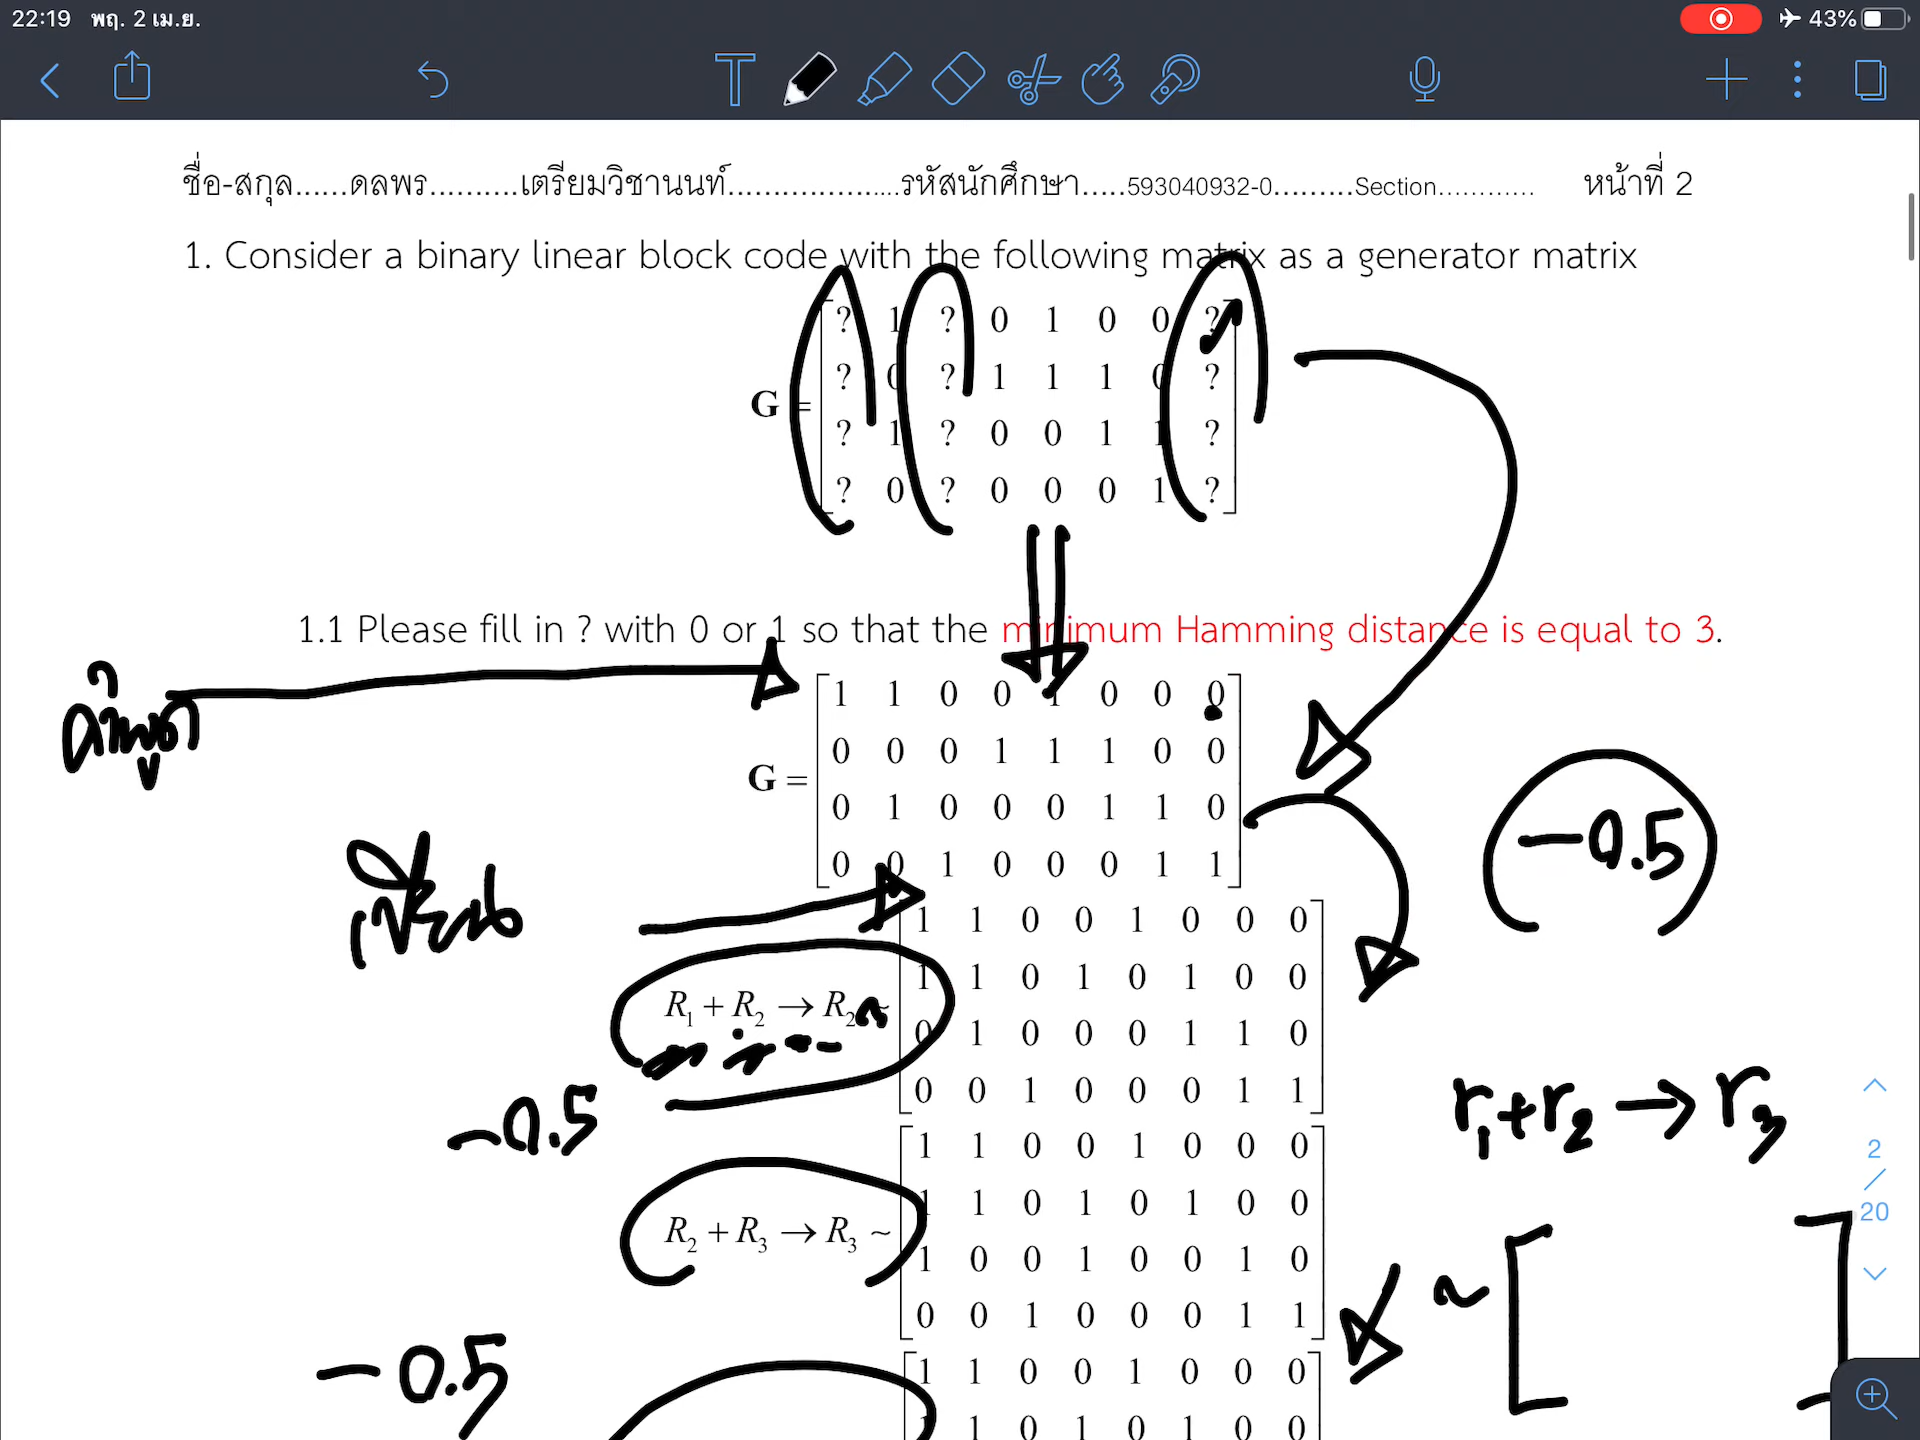 22:19 พฤ. 2 เม.ย.
43%
ชื่อ-สกุล......ดลพร..........เตรียมวิชานนท์.....................รหัสนักศึกษา.....593040932-0.........Section............ หน้าที่ 2
1. Consider a binary linear block code with the following matrix as a generator matrix
? 1 ? 0 1 0 0 ?
? 0 ? 1 1 1 0 ?
G =
? 1 ? 0 0 1 1 ?
? 0 ? 0 0 0 1 ?
1.1 Please fill in ? with 0 or 1 so that the minimum Hamming distance is equal to 3.
1 1 0 0 1 0 0 0
0 0 0 1 1 1 0 0
G =
0 1 0 0 0 1 1 0
0 0 1 0 0 0 1 1
-0.5
1 1 0 0 1 0 0 0
1 1 0 1 0 1 0 0
R1 + R2 → R2 ~
0 1 0 0 0 1 1 0
0 0 1 0 0 0 1 1
-0.5
r1+r2 → r3
1 1 0 0 1 0 0 0
1 1 0 1 0 1 0 0
R2 + R3 → R3 ~
1 0 0 1 0 0 1 0
0 0 1 0 0 0 1 1
~ [ ]
-0.5
1 1 0 0 1 0 0 0
1 1 0 1 0 1 0 0
2
/
20